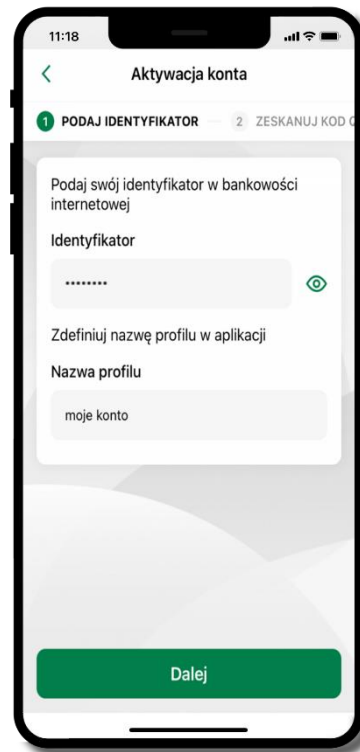 11:18
Aktywacja konta
1 PODAJ IDENTYFIKATOR 2 ZESKANUJ KOD
Podaj swój identyfikator w bankowości
internetowej
Identyfikator
••••••••
Zdefiniuj nazwę profilu w aplikacji
Nazwa profilu
moje konto
Dalej